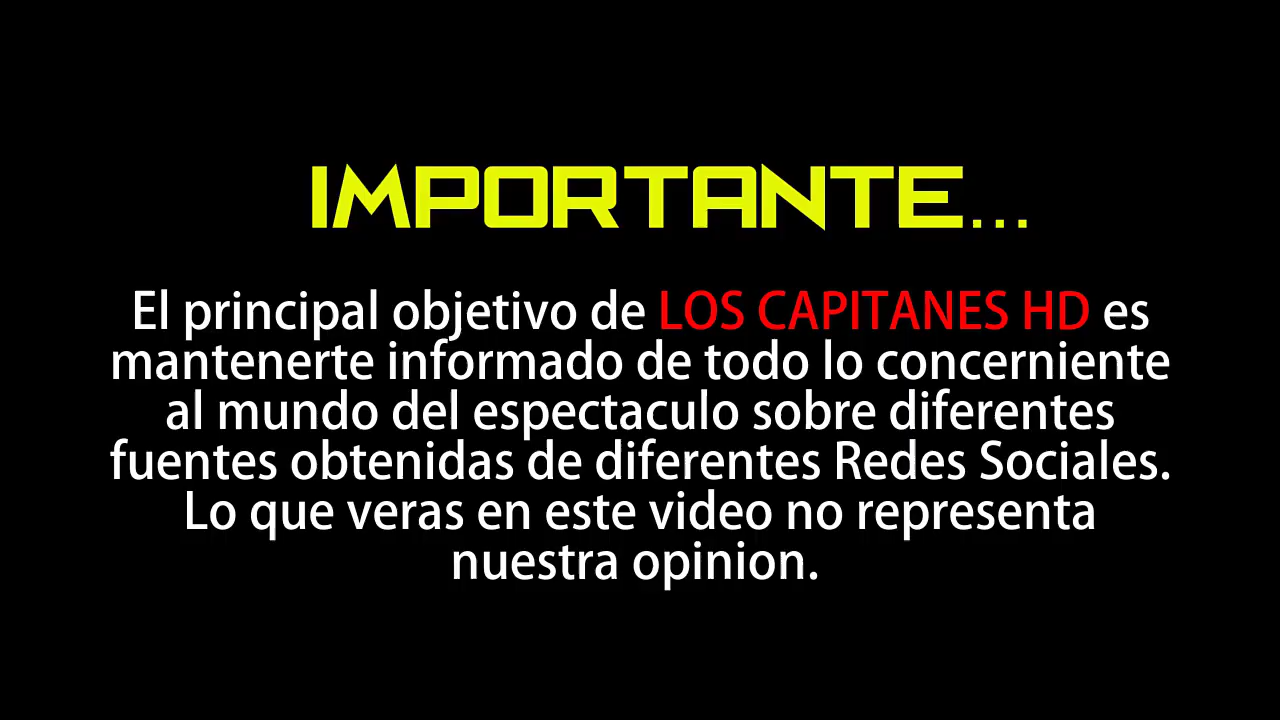 IMPORTANTE...
El principal objetivo de LOS CAPITANES HD es
mantenerte informado de todo lo concerniente
al mundo del espectaculo sobre diferentes
fuentes obtenidas de diferentes Redes Sociales.
Lo que veras en este video no representa
nuestra opinion.